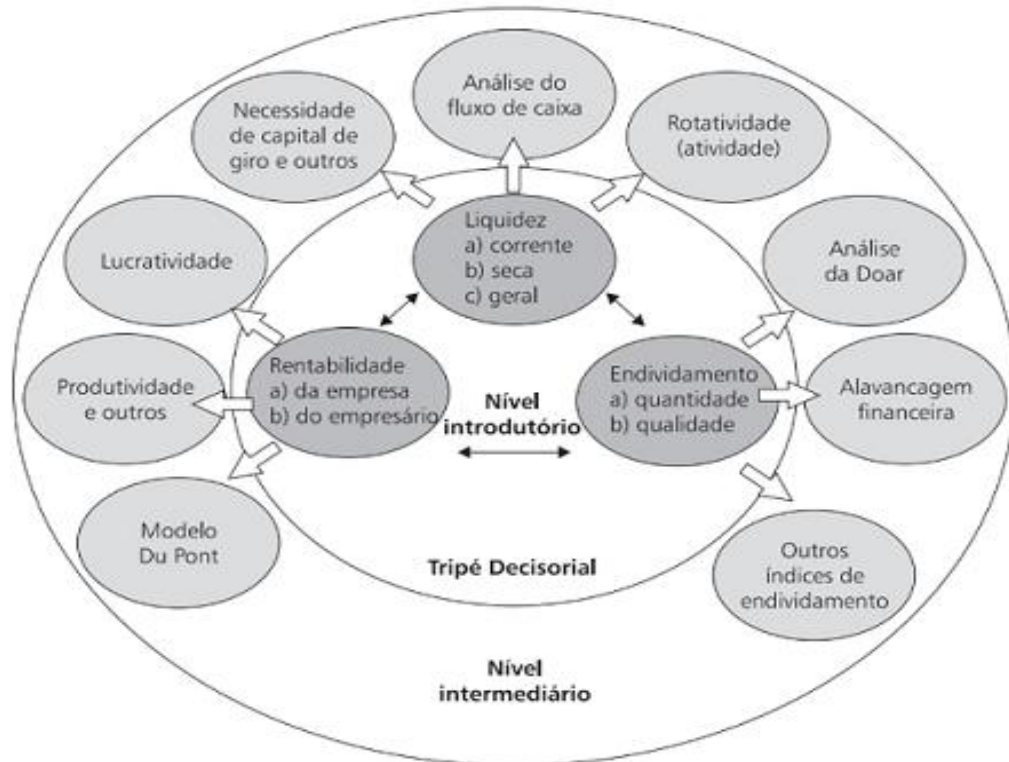 Análise do
fluxo de caixa
Necessidade
de capital de
giro e outros
Rotatividade
(atividade)
Liquidez
a) corrente
b) seca
c) geral
Lucratividade
Análise
da Doar
Rentabilidade
a) da empresa
b) do empresário
Produtividade
e outros
Nível
introdutório
Endividamento
a) quantidade
b) qualidade
Alavancagem
financeira
Modelo
Du Pont
Tripé Decisorial
Outros
índices de
endividamento
Nível
intermediário